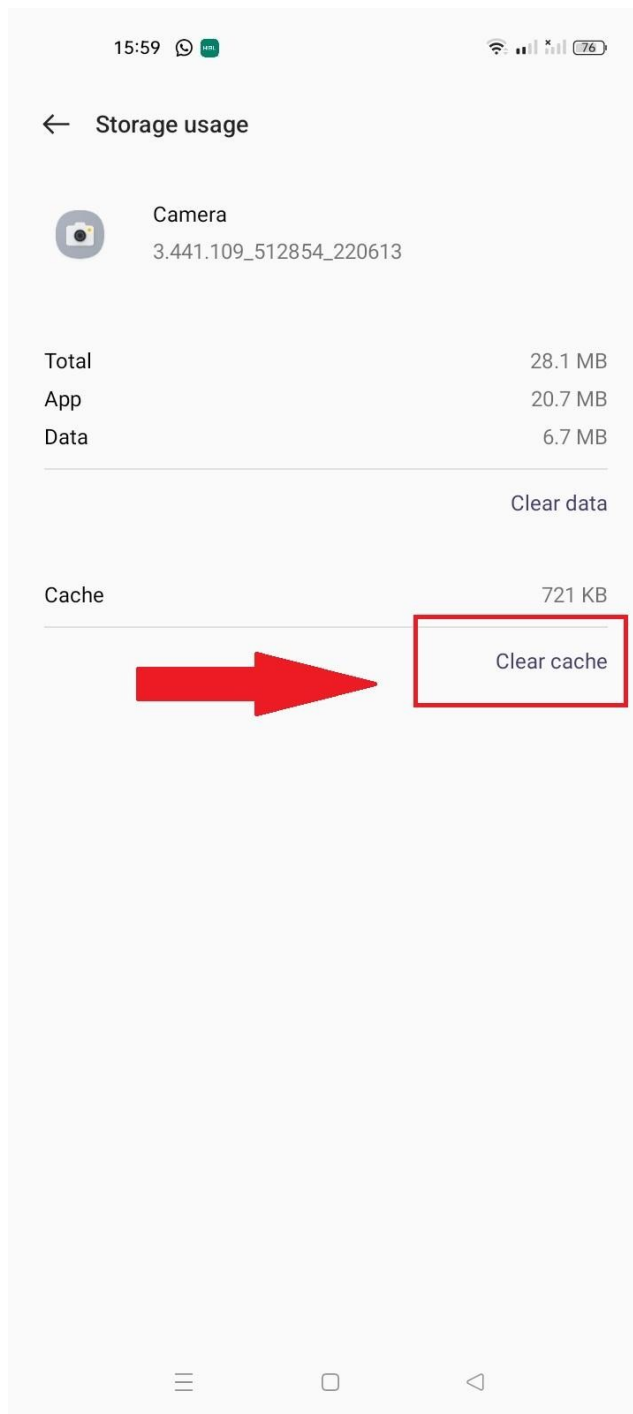 15:59 76
Storage usage
Camera
3.441.109_512854_220613
Total 28.1 MB
App 20.7 MB
Data 6.7 MB
Clear data
Cache 721 KB
Clear cache